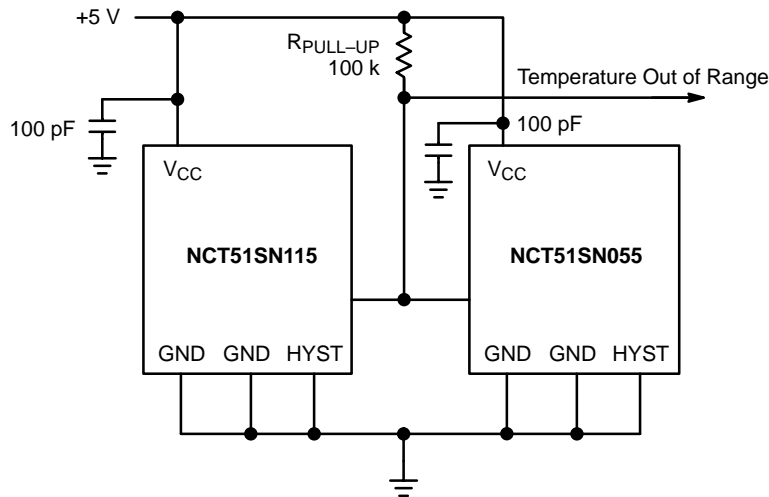 +5 V
RPULL–UP
100 k
Temperature Out of Range
100 pF
100 pF
VCC
VCC
NCT51SN115
NCT51SN055
GND GND HYST
GND GND HYST